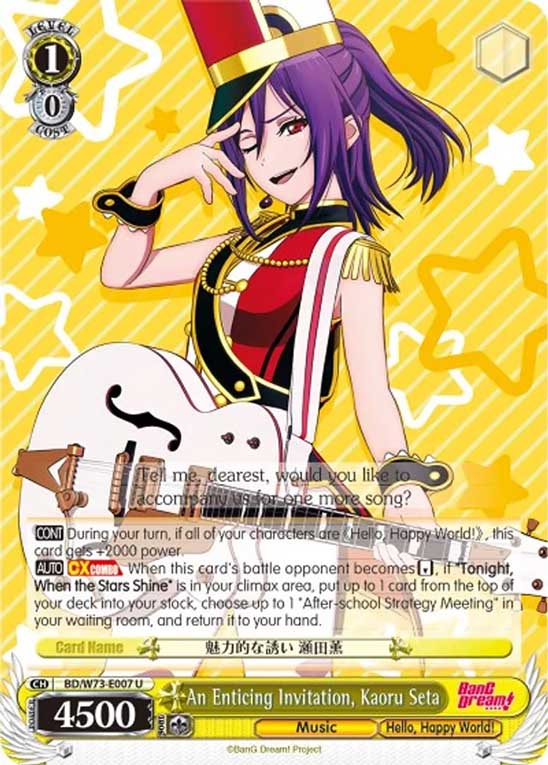 LEVEL
1
0
COST
Tell me, dearest, would you like to
accompany us for one more song?
CONT During your turn, if all of your characters are 《Hello, Happy World!》, this
card gets +2000 power.
AUTO CXCOMBO When this card's battle opponent becomes [ ], if "Tonight,
When the Stars Shine" is in your climax area, put up to 1 card from the top of
your deck into your stock, choose up to 1 "After-school Strategy Meeting" in
your waiting room, and return it to your hand.
Card Name 魅力的な誘い 瀬田薫
CH BD/W73-E007 U
An Enticing Invitation, Kaoru Seta
BanG Dream!
POWER 4500 SOUL
Music
Hello, Happy World!
©BanG Dream! Project